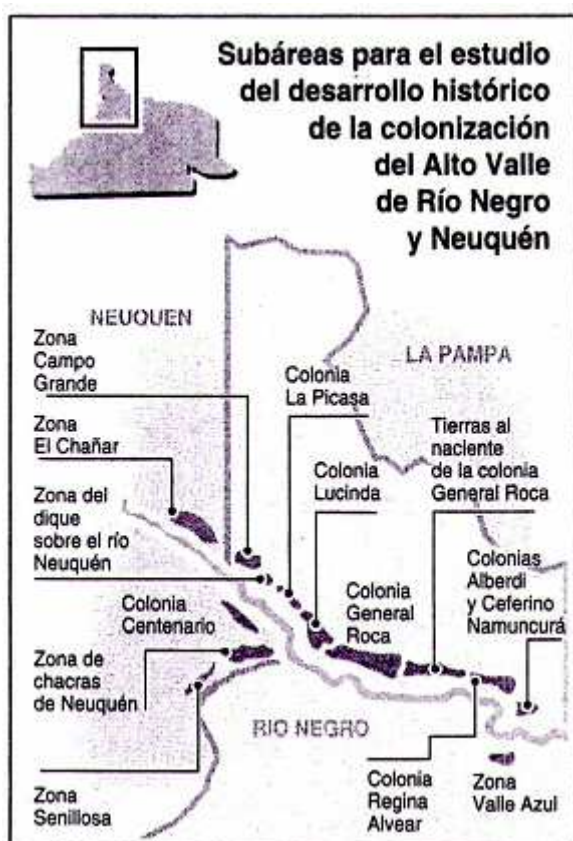 Subáreas para el estudio
del desarrollo histórico
de la colonización
del Alto Valle
de Río Negro
y Neuquén
NEUQUEN
LA PAMPA
Zona
Campo
Grande
Colonia
La Picasa
Tierras al
naciente
de la colonia
General Roca
Zona
El Chañar
Colonia
Lucinda
Zona del
dique
sobre el río
Neuquén
Colonias
Alberdi
y Ceferino
Namuncurá
Colonia
Centenario
Colonia
General
Roca
Zona de
chacras
de Neuquén
RIO NEGRO
Zona
Senillosa
Colonia
Regina
Alvear
Zona
Valle Azul